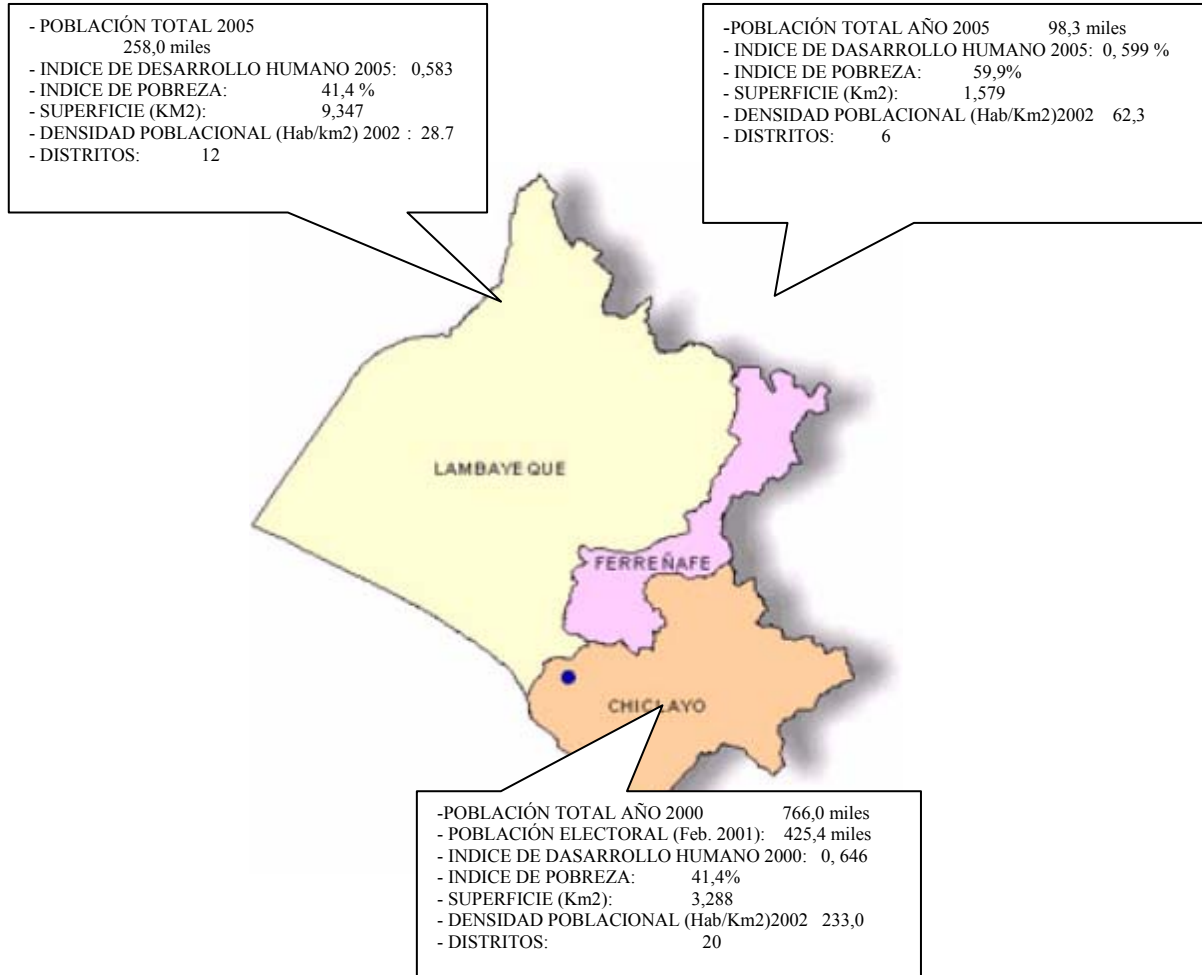 - POBLACIÓN TOTAL 2005
258,0 miles
- INDICE DE DESARROLLO HUMANO 2005: 0,583
- INDICE DE POBREZA: 41,4 %
- SUPERFICIE (KM2): 9,347
- DENSIDAD POBLACIONAL (Hab/km2) 2002 : 28.7
- DISTRITOS: 12
-POBLACIÓN TOTAL AÑO 2005 98,3 miles
- INDICE DE DASARROLLO HUMANO 2005: 0, 599 %
- INDICE DE POBREZA: 59,9%
- SUPERFICIE (Km2): 1,579
- DENSIDAD POBLACIONAL (Hab/Km2)2002 62,3
- DISTRITOS: 6
LAMBAYEQUE
FERREÑAFE
CHICLAYO
-POBLACIÓN TOTAL AÑO 2000 766,0 miles
- POBLACIÓN ELECTORAL (Feb. 2001): 425,4 miles
- INDICE DE DASARROLLO HUMANO 2000: 0, 646
- INDICE DE POBREZA: 41,4%
- SUPERFICIE (Km2): 3,288
- DENSIDAD POBLACIONAL (Hab/Km2)2002 233,0
- DISTRITOS: 20